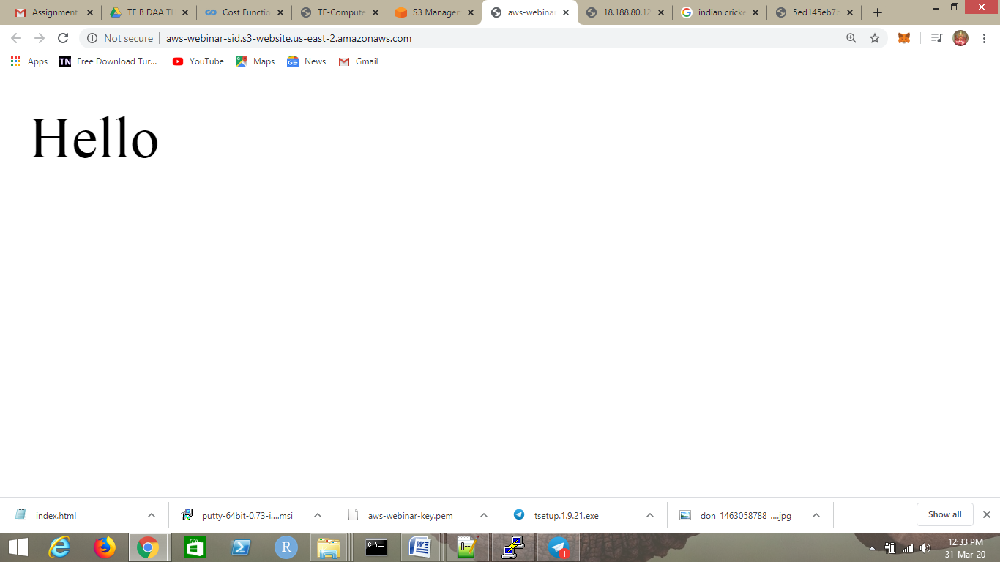 Assignment
TE B DAA TH
Cost Functio
TE-Compute
S3 Managem
aws-webinar
18.188.80.12
indian cricke
5ed145eb7b
Not secure
aws-webinar-sid.s3-website.us-east-2.amazonaws.com
Apps
TN Free Download Tur...
YouTube
Maps
GE News
Gmail
Hello
index.html
putty-64bit-0.73-i....msi
aws-webinar-key.pem
tsetup.1.9.21.exe
don_1463058788_....jpg
Show all
12:33 PM
31-Mar-20